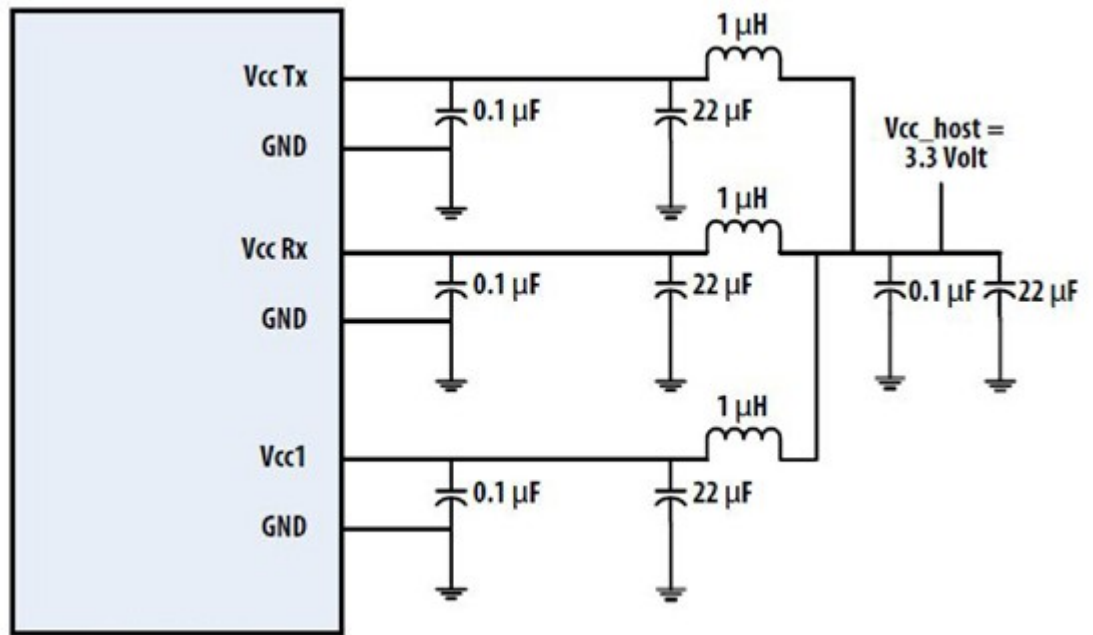 1 μH
Vcc Tx
0.1 μF
22 μF
Vcc_host =
3.3 Volt
GND
1 μH
Vcc Rx
0.1 μF
22 μF
0.1 μF
22 μF
GND
1 μH
Vcc1
0.1 μF
22 μF
GND